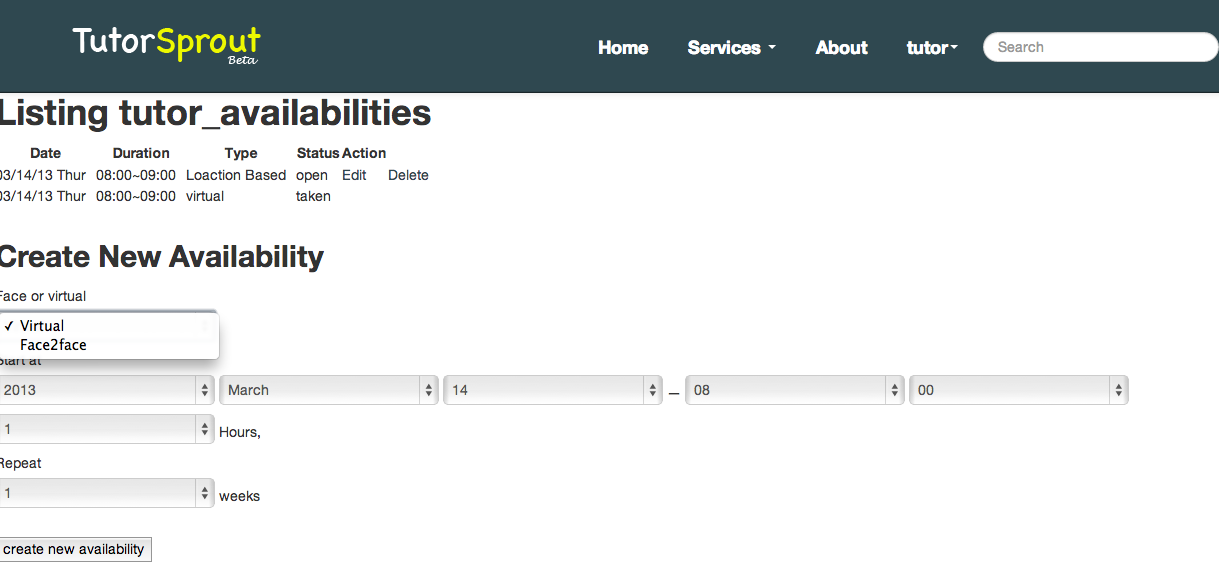 TutorSprout
Beta
Home Services About tutor Search
Listing tutor_availabilities
Date Duration Type Status Action
03/14/13 Thur 08:00~09:00 Loaction Based open Edit Delete
03/14/13 Thur 08:00~09:00 virtual taken
Create New Availability
Face or virtual
✓ Virtual
Face2face
Start at
2013 March 14 — 08 00
1 Hours,
Repeat
1 weeks
create new availability